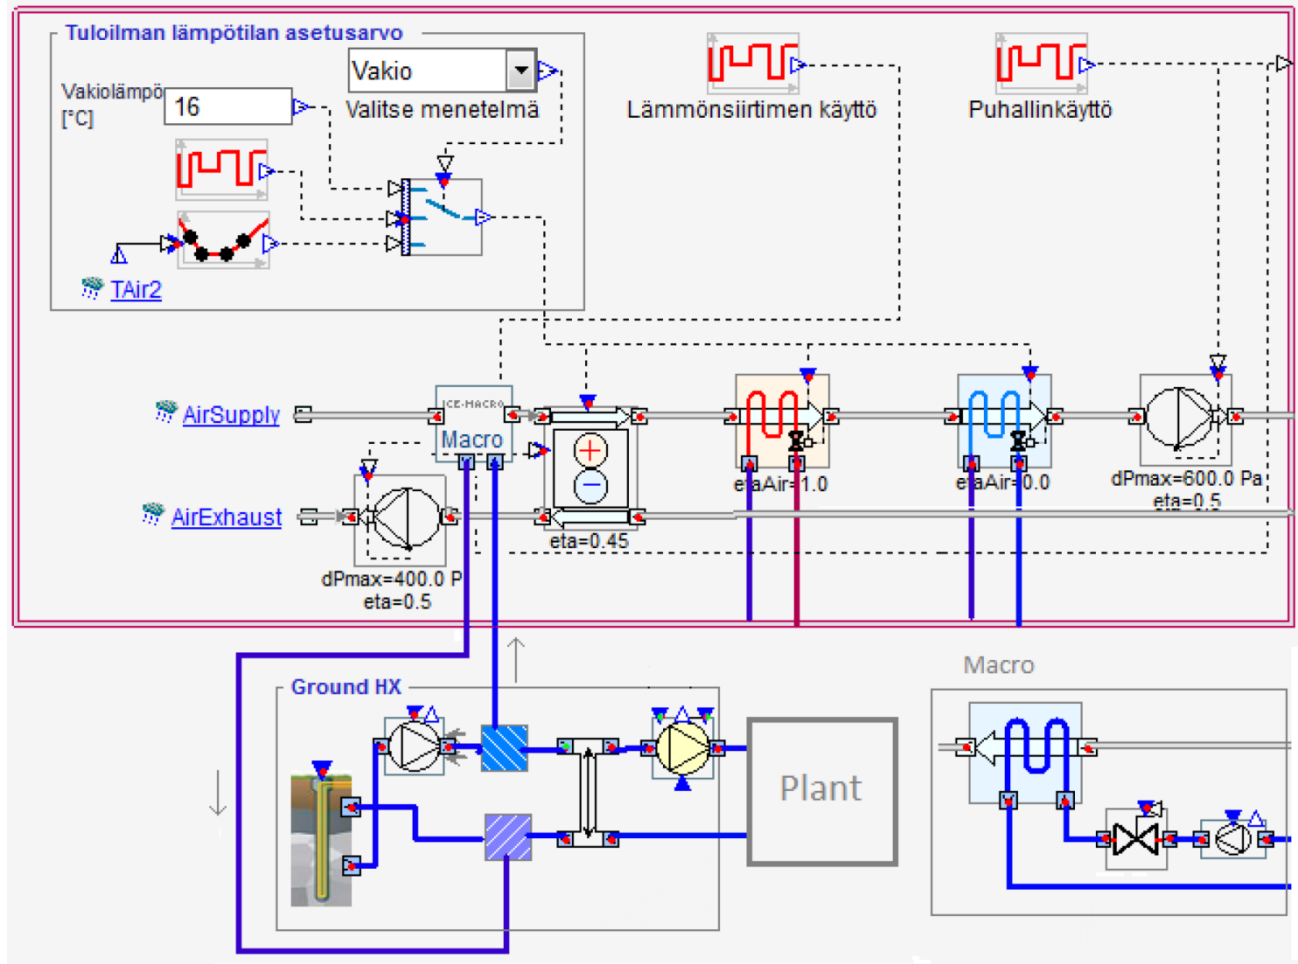 Tuloilman lämpötilan asetusarvo
Vakiolämpö
[°C]
16
Vakio
Valitse menetelmä
Lämmönsiirtimen käyttö
Puhallinkäyttö
TAir2
AirSupply
ICE-MACRO
Macro
etaAir=1.0
etaAir=0.0
dPmax=600.0 Pa
eta=0.5
AirExhaust
eta=0.45
dPmax=400.0 P
eta=0.5
Ground HX
Plant
Macro